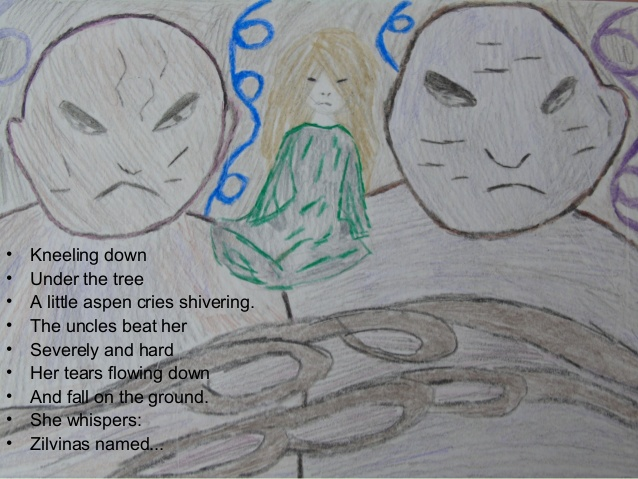 • Kneeling down
• Under the tree
• A little aspen cries shivering.
• The uncles beat her
• Severely and hard
• Her tears flowing down
• And fall on the ground.
• She whispers:
• Zilvinas named...